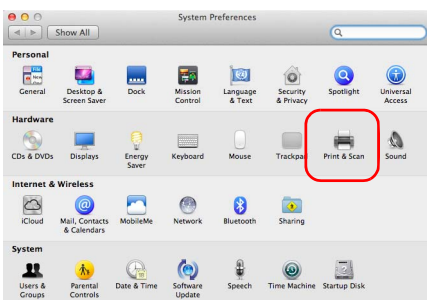 System Preferences
Show All
Personal
General
Desktop &
Screen Saver
Dock
Mission
Control
Language
& Text
Security
& Privacy
Spotlight
Universal
Access
Hardware
CDs & DVDs
Displays
Energy
Saver
Keyboard
Mouse
Trackpad
Print & Scan
Sound
Internet & Wireless
iCloud
Mail, Contacts
& Calendars
MobileMe
Network
Bluetooth
Sharing
System
Users &
Groups
Parental
Controls
Date & Time
Software
Update
Speech
Time Machine
Startup Disk